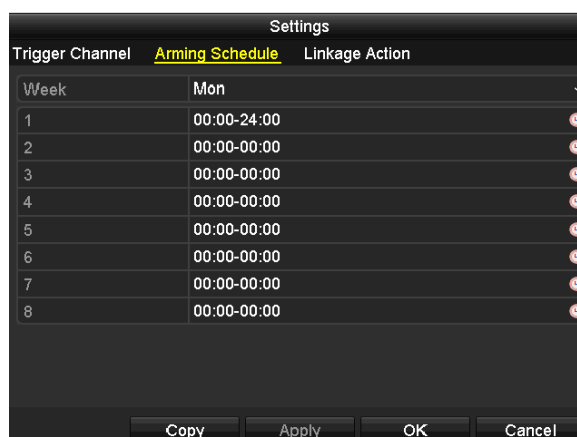 Settings
Trigger Channel Arming Schedule Linkage Action
Week Mon
1 00:00-24:00
2 00:00-00:00
3 00:00-00:00
4 00:00-00:00
5 00:00-00:00
6 00:00-00:00
7 00:00-00:00
8 00:00-00:00
Copy Apply OK Cancel